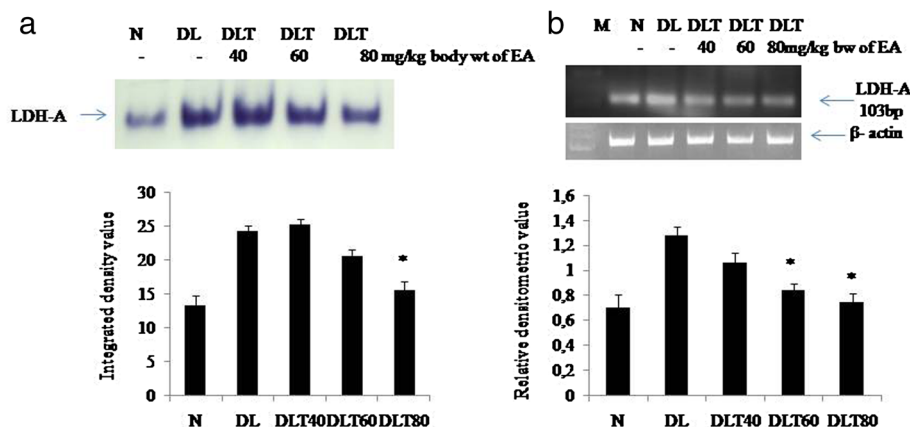 a
N DL DLT DLT DLT
- - 40 60 80 mg/kg body wt of EA
LDH-A
Integrated density value
30
25
20
15
10
5
0
*
N DL DLT40 DLT60 DLT80
b
M N DL DLT DLT DLT
- - 40 60 80mg/kg bw of EA
LDH-A
103bp
β- actin
Relative densitometric value
1,6
1,4
1,2
1
0,8
0,6
0,4
0,2
0
* *
N DL DLT40 DLT60 DLT80